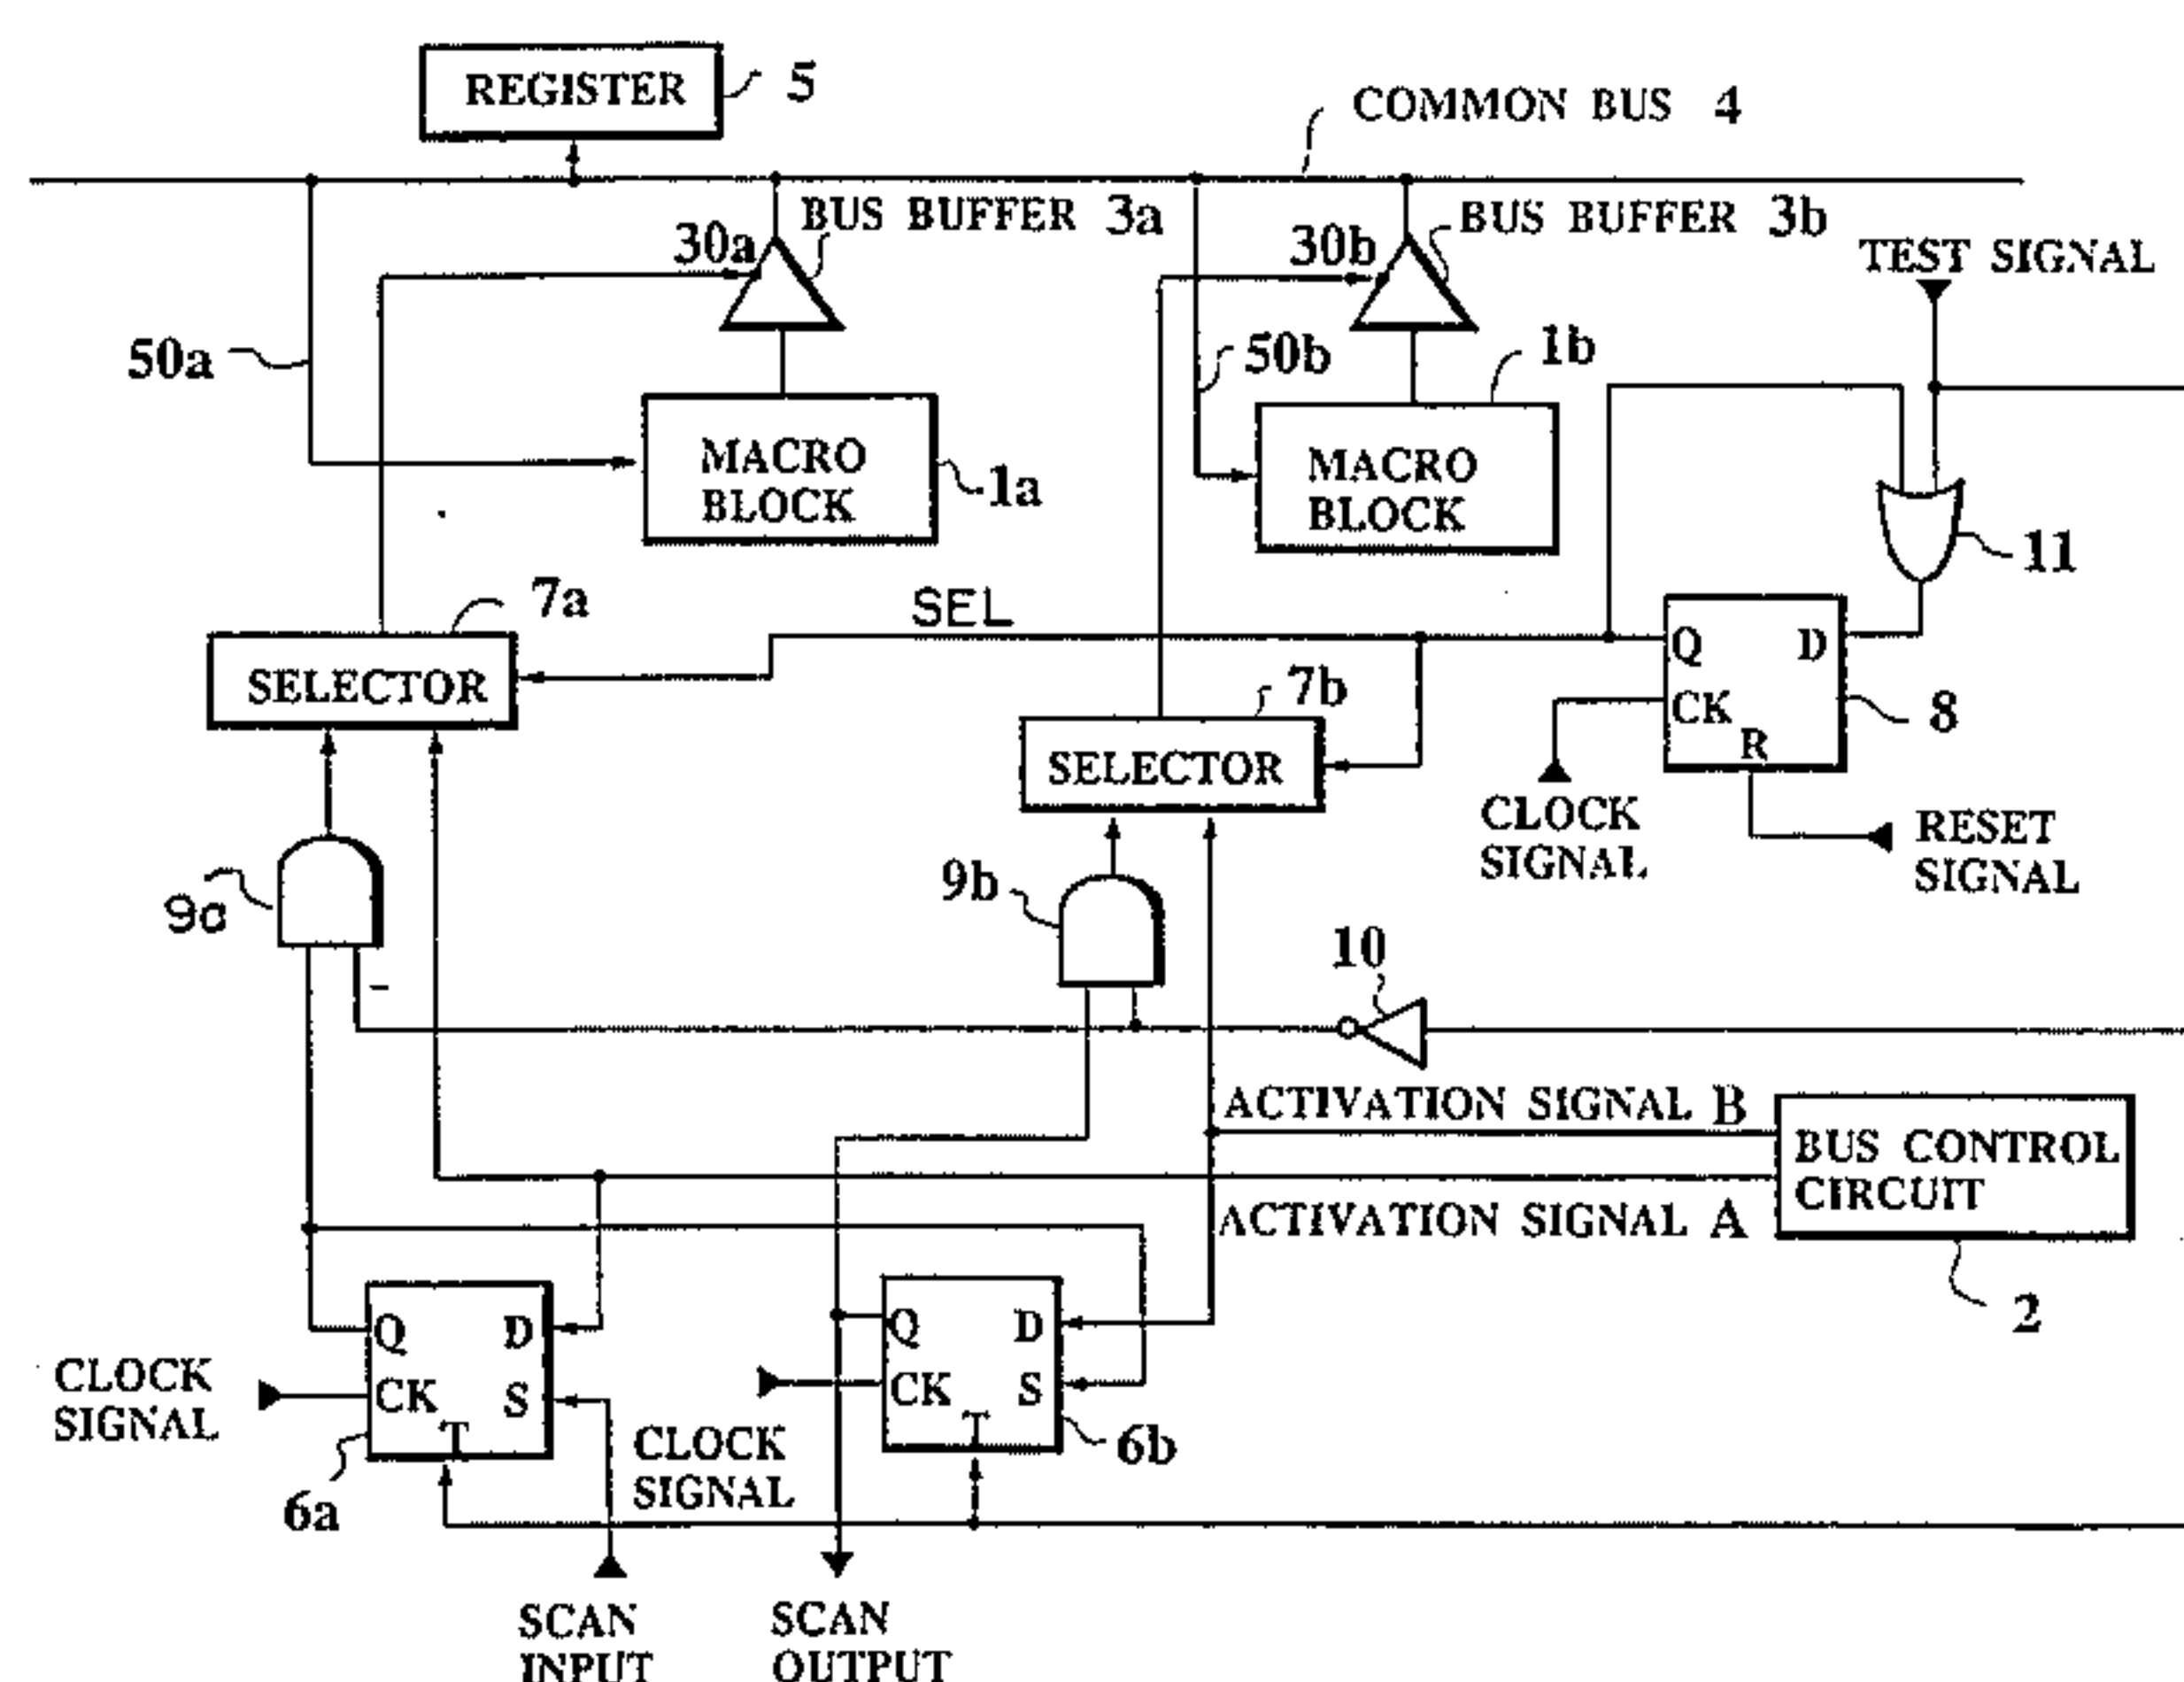 REGISTER 5
COMMON BUS 4
BUS BUFFER 3a
30a
BUS BUFFER 3b
30b
TEST SIGNAL
50a
50b
1b
MACRO
BLOCK
1a
MACRO
BLOCK
11
7a
SEL
Q D
CK
R
8
SELECTOR
7b
SELECTOR
CLOCK
SIGNAL
RESET
SIGNAL
9a
9b
10
ACTIVATION SIGNAL B
BUS CONTROL
CIRCUIT
ACTIVATION SIGNAL A
2
Q D
CK S
T
6a
CLOCK
SIGNAL
Q D
CK S
T
6b
CLOCK
SIGNAL
SCAN
INPUT
SCAN
OUTPUT